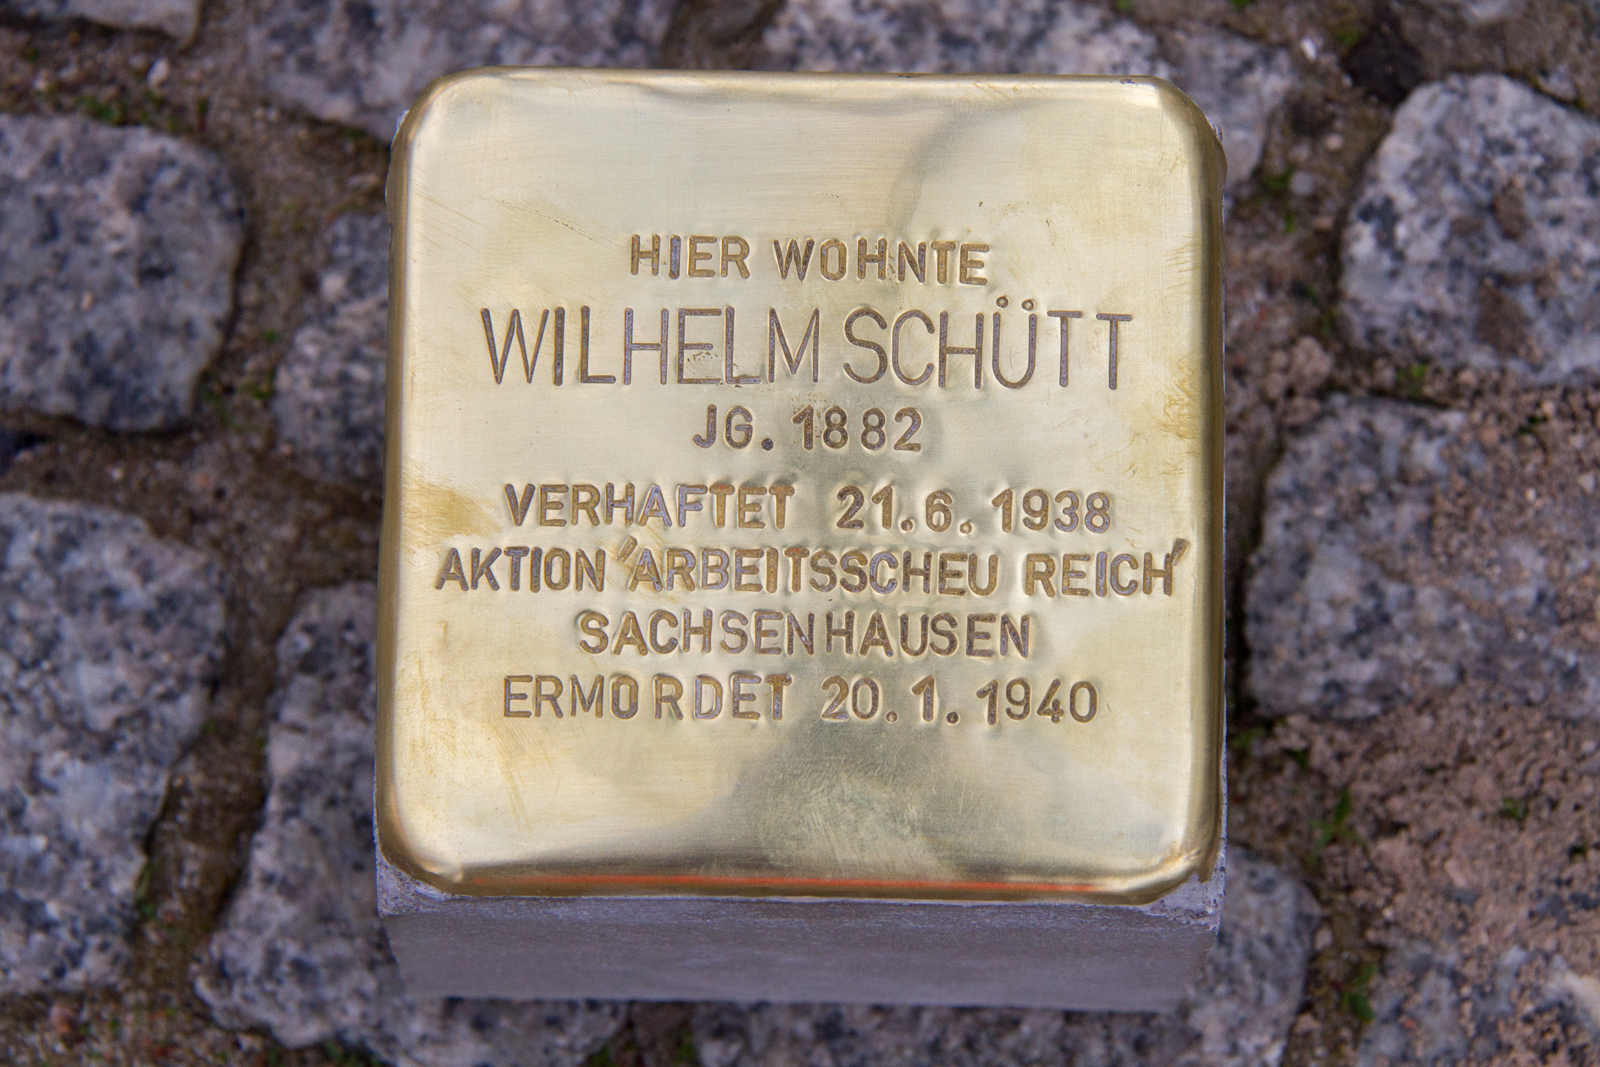 HIER WOHNTE
WILHELM SCHÜTT
JG. 1882
VERHAFTET 21.6.1938
AKTION 'ARBEITSSCHEU REICH'
SACHSENHAUSEN
ERMORDET 20.1.1940